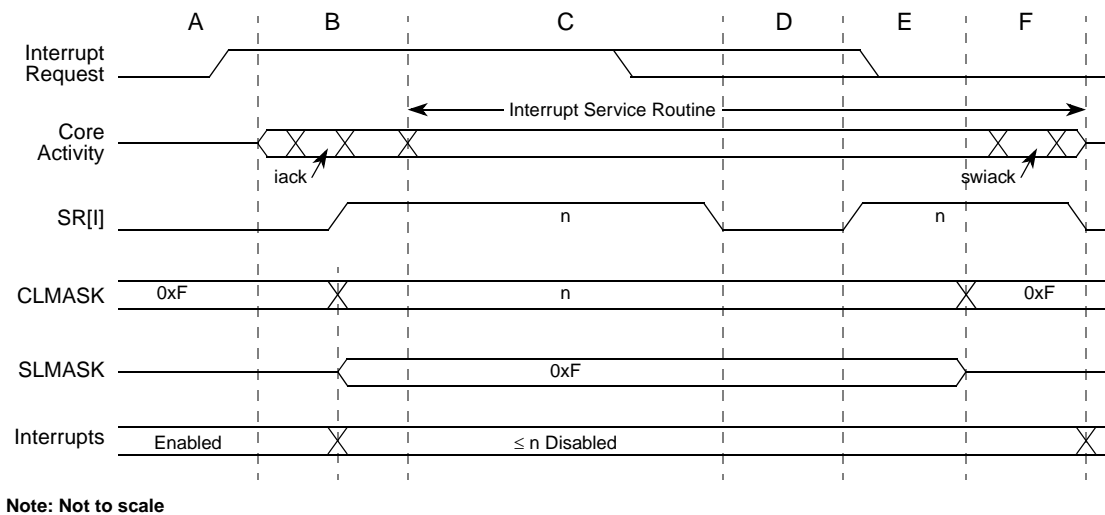 A B C D E F
Interrupt
Request
Interrupt Service Routine
Core
Activity
iack
swiack
SR[I]
n
n
CLMASK
0xF
n
0xF
SLMASK
0xF
Interrupts
Enabled
≤ n Disabled
Note: Not to scale